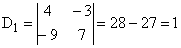 D₁ = | 4 −3 |
| −9 7 | = 28 − 27 = 1